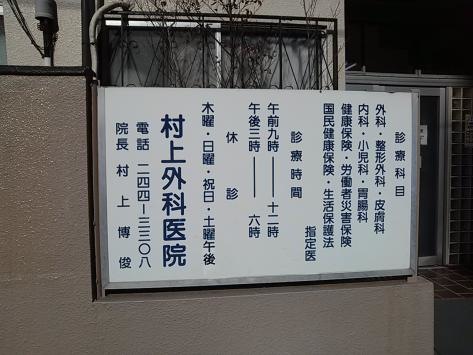 診療科目
外科・整形外科・皮膚科
内科・小児科・胃腸科
健康保険・労働者災害保険
国民健康保険・生活保護法
指定医
診療時間
午前九時――十二時
午後三時――六時
休診
木曜・日曜・祝日・土曜午後
村上外科医院
電話 二四四―三三〇八
院長 村上博俊